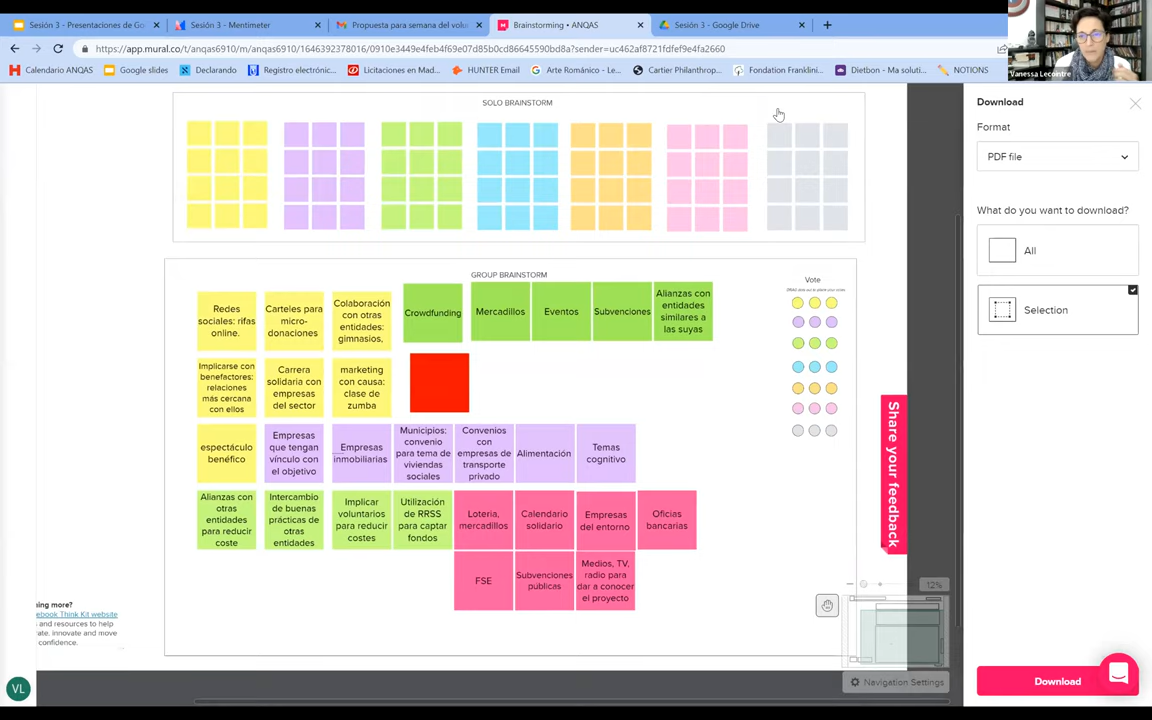 Sesión 3 - Presentaciones de Go
Sesión 3 - Mentimeter
Propuesta para semana del volu
Brainstorming • ANQAS
Sesión 3 - Google Drive
https://app.mural.co/t/anqas6910/m/anqas6910/1646392378016/0910e3449e4feb4f69e07d85b0cd86645590bd8a?sender=uc462af8721fdfef9e4fa2660
Calendario ANQAS
Google slides
Declarando
Registro electrónic...
Licitaciones en Mad...
HUNTER Email
Arte Románico - Le...
Cartier Philanthrop...
Fondation Franklini...
Dietbon - Ma soluti...
NOTIONS
Vanessa Lecointre
SOLO BRAINSTORM
GROUP BRAINSTORM
Redes
sociales: rifas
online.
Carteles para
micro-
donaciones
Colaboración
con otras
entidades:
gimnasios,
Crowdfunding
Mercadillos
Eventos
Subvenciones
Alianzas con
entidades
similares a
las suyas
Implicarse con
benefactores:
relaciones
más cercana
con ellos
Carrera
solidaria con
empresas
del sector
marketing
con causa:
clase de
zumba
espectáculo
benéfico
Empresas
que tengan
vínculo con
el objetivo
Empresas
inmobiliarias
Municipios:
convenio
para tema de
viviendas
sociales
Convenios
con
empresas de
transporte
privado
Alimentación
Temas
cognitivo
Alianzas con
otras
entidades
para reducir
coste
Intercambio
de buenas
prácticas de
otras
entidades
Implicar
voluntarios
para reducir
costes
Utilización
de RRSS
para captar
fondos
Loteria,
mercadillos
Calendario
solidario
Empresas
del entorno
Oficias
bancarias
FSE
Subvenciones
públicas
Medios, TV,
radio para
dar a conocer
el proyecto
Vote
Share your feedback
ning more?
ebook Think Kit website
s and resources to help
rate, innovate and move
confidence.
12%
Navigation Settings
VL
Download
Format
PDF file
What do you want to download?
All
Selection
Download